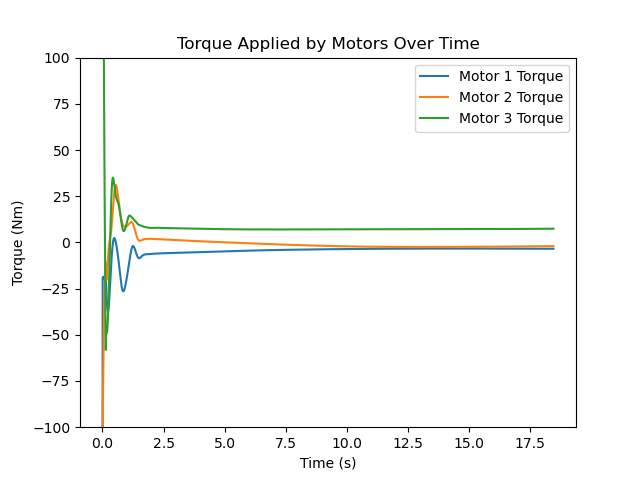 Torque Applied by Motors Over Time
Motor 1 Torque
Motor 2 Torque
Motor 3 Torque
Torque (Nm)
100
75
50
25
0
−25
−50
−75
−100
0.0 2.5 5.0 7.5 10.0 12.5 15.0 17.5
Time (s)